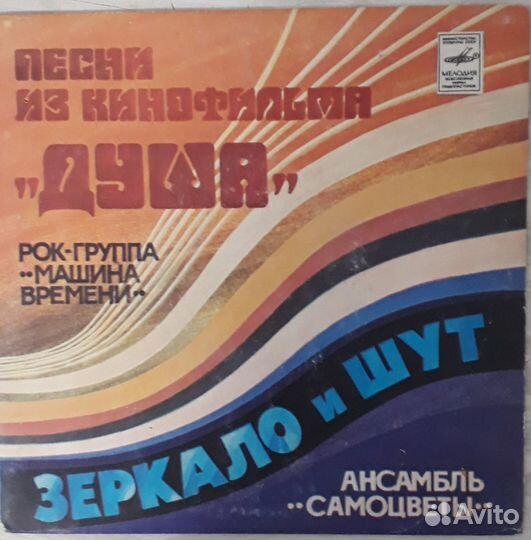 ПЕСНИ
ИЗ КИНОФИЛЬМА
„ДУША"
МЕЛОДИЯ
РОК-ГРУППА
"МАШИНА
ВРЕМЕНИ"
ЗЕРКАЛО И ШУТ
АНСАМБЛЬ
"САМОЦВЕТЫ"
Avito